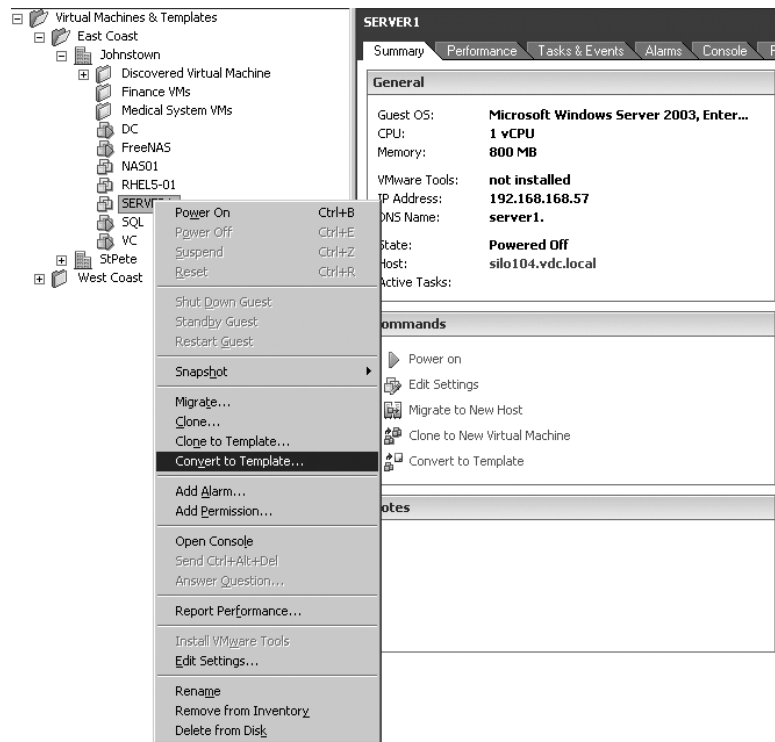 Virtual Machines & Templates
East Coast
Johnstown
Discovered Virtual Machine
Finance VMs
Medical System VMs
DC
FreeNAS
NAS01
RHEL5-01
SQL
VC
StPete
West Coast
Power On Ctrl+B
Power Off Ctrl+E
Suspend Ctrl+Z
Reset Ctrl+R
Shut Down Guest
Standby Guest
Restart Guest
Snapshot
Migrate...
Clone...
Clone to Template...
Convert to Template...
Add Alarm...
Add Permission...
Open Console
Send Ctrl+Alt+Del
Answer Question...
Report Performance...
Install VMware Tools
Edit Settings...
Rename
Remove from Inventory
Delete from Disk
SERVER1
Summary Performance Tasks & Events Alarms Console
General
Guest OS: Microsoft Windows Server 2003, Enter...
CPU: 1 vCPU
Memory: 800 MB
VMware Tools: not installed
IP Address: 192.168.168.57
DNS Name: server1.
State: Powered Off
Host: silo104.vdc.local
Active Tasks:
Commands
Power on
Edit Settings
Migrate to New Host
Clone to New Virtual Machine
Convert to Template
Notes